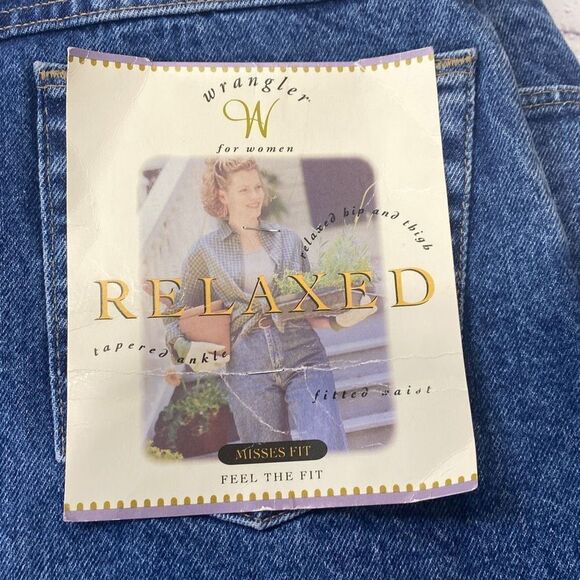 wrangler
W
for women
relaxed hip and thigh
RELAXED
tapered ankle
fitted waist
MISSES FIT
FEEL THE FIT